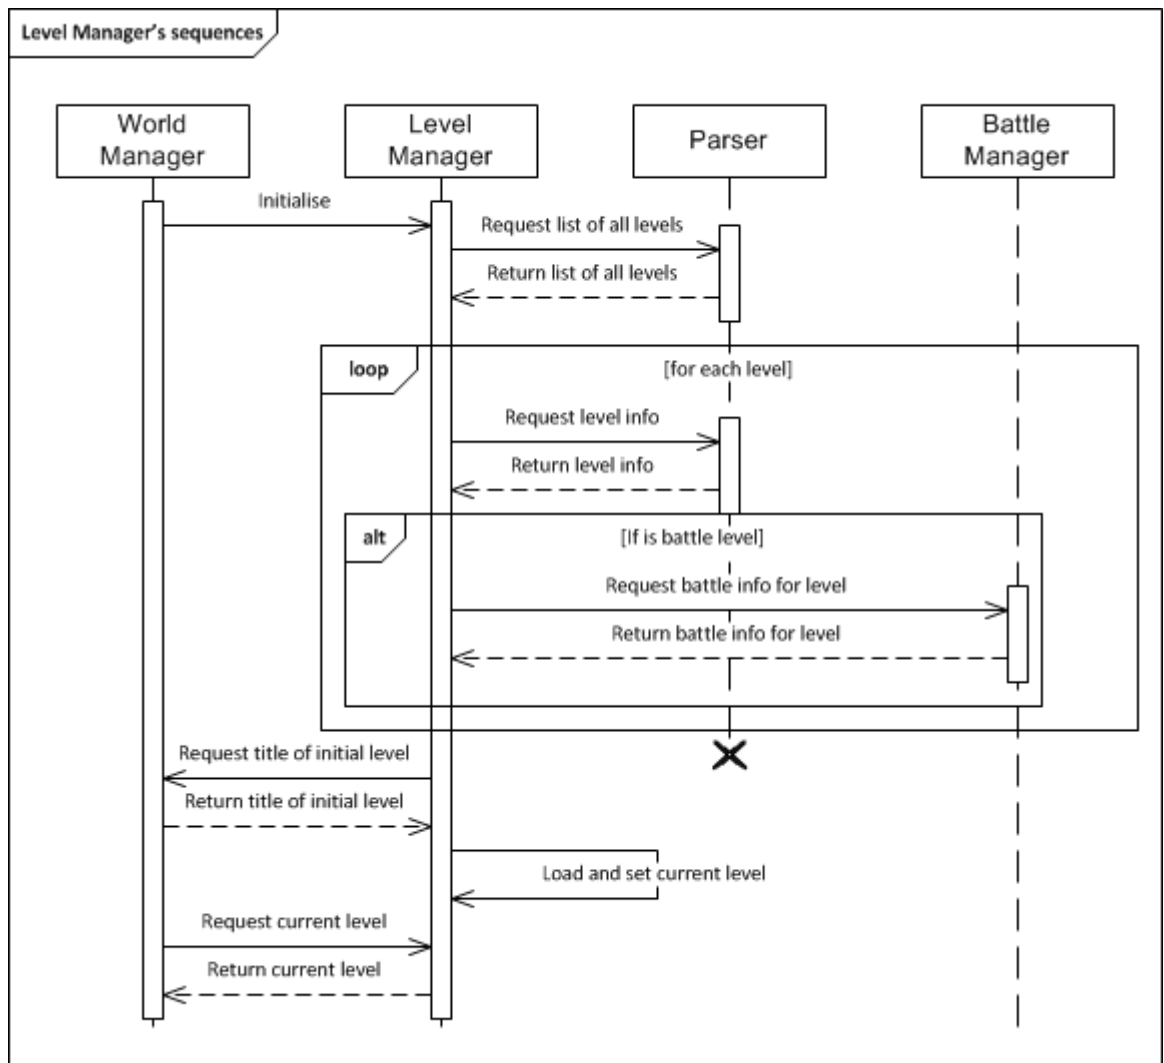 Level Manager's sequences
World
Manager
Level
Manager
Parser
Battle
Manager
Initialise
Request list of all levels
Return list of all levels
loop
[for each level]
Request level info
Return level info
alt
[If is battle level]
Request battle info for level
Return battle info for level
Request title of initial level
Return title of initial level
Load and set current level
Request current level
Return current level